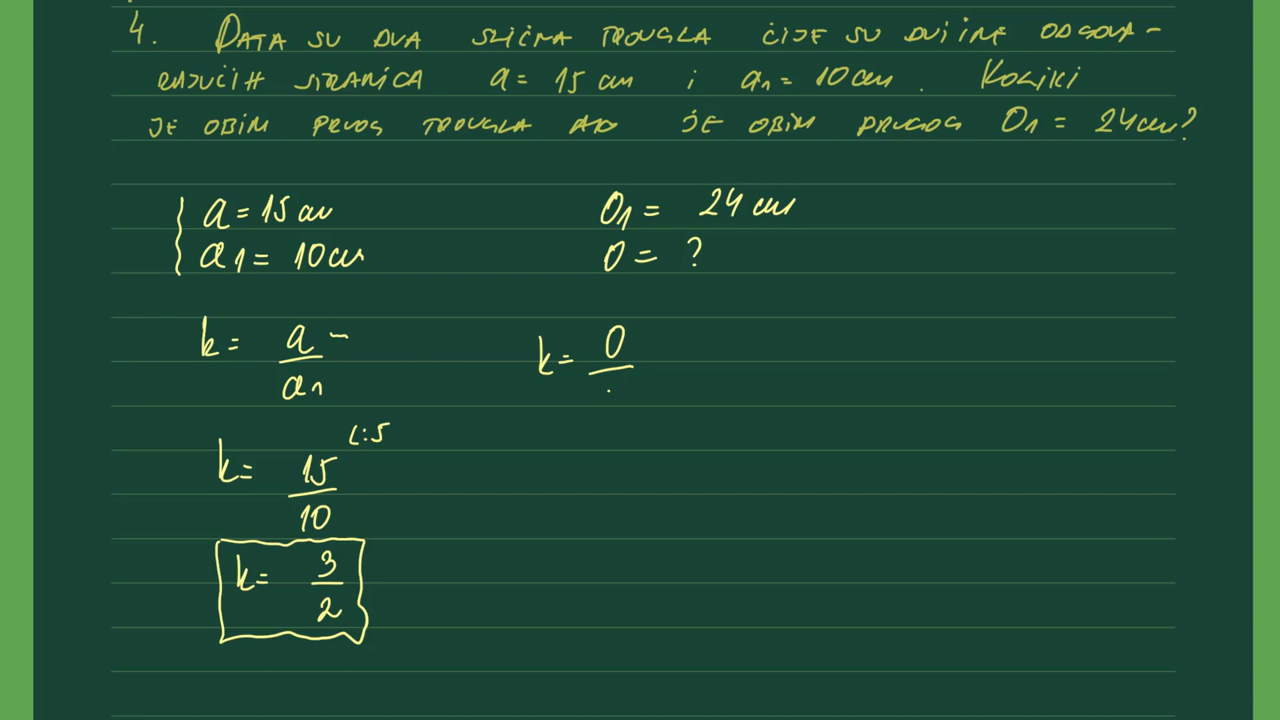 4. DATA SU DVA SLIČNA TROUGLA ČIJE SU DUŽINE ODGOVA-
RAJUĆIH STRANICA a = 15 cm i a1 = 10 cm. KOLIKI
JE OBIM PRVOG TROUGLA AKO JE OBIM DRUGOG O1 = 24 cm?
a = 15 cm
O1 = 24 cm
a1 = 10 cm
O = ?
k = a/a1
k = O/
k = 15/10 (:5
k = 3/2